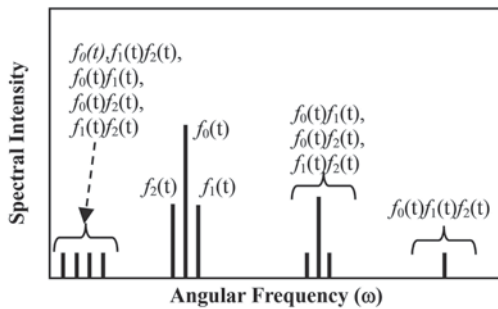 f₀(t),f₁(t)f₂(t),
f₀(t)f₁(t),
f₀(t)f₂(t),
f₁(t)f₂(t)
f₀(t)
f₂(t)
f₁(t)
f₀(t)f₁(t),
f₀(t)f₂(t),
f₁(t)f₂(t)
f₀(t)f₁(t)f₂(t)
Spectral Intensity
Angular Frequency (ω)